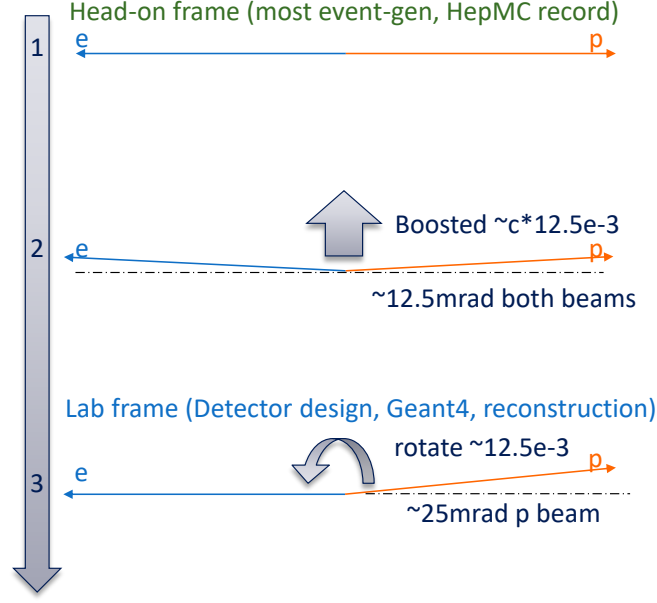 Head-on frame (most event-gen, HepMC record)
1
e
p
Boosted ~c*12.5e-3
2
e
p
~12.5mrad both beams
Lab frame (Detector design, Geant4, reconstruction)
rotate ~12.5e-3
3
e
p
~25mrad p beam